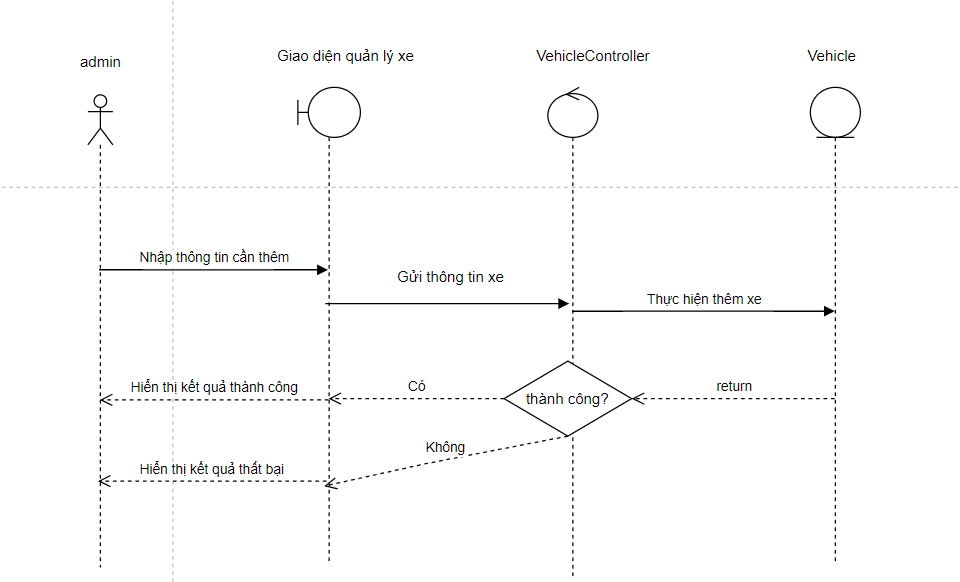 admin
Giao diện quản lý xe
VehicleController
Vehicle
Nhập thông tin cần thêm
Gửi thông tin xe
Thực hiện thêm xe
Hiển thị kết quả thành công
Có
thành công?
return
Không
Hiển thị kết quả thất bại